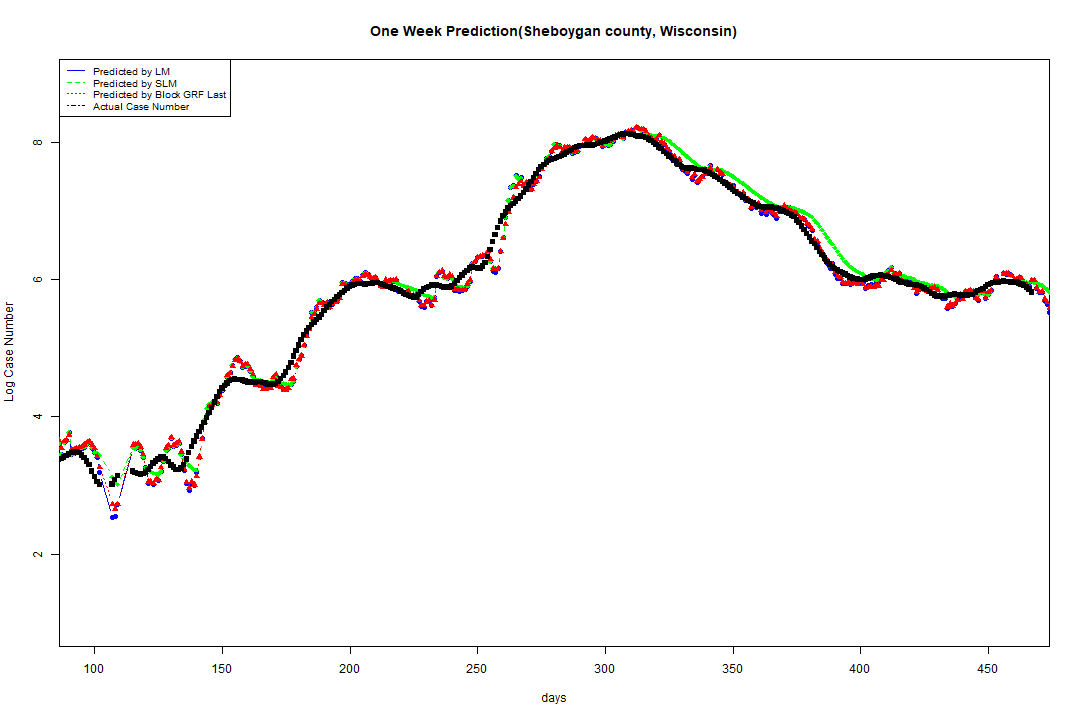 One Week Prediction(Sheboygan county, Wisconsin)
Predicted by LM
Predicted by SLM
Predicted by Block GRF Last
Actual Case Number
8
6
4
2
Log Case Number
100 150 200 250 300 350 400 450
days